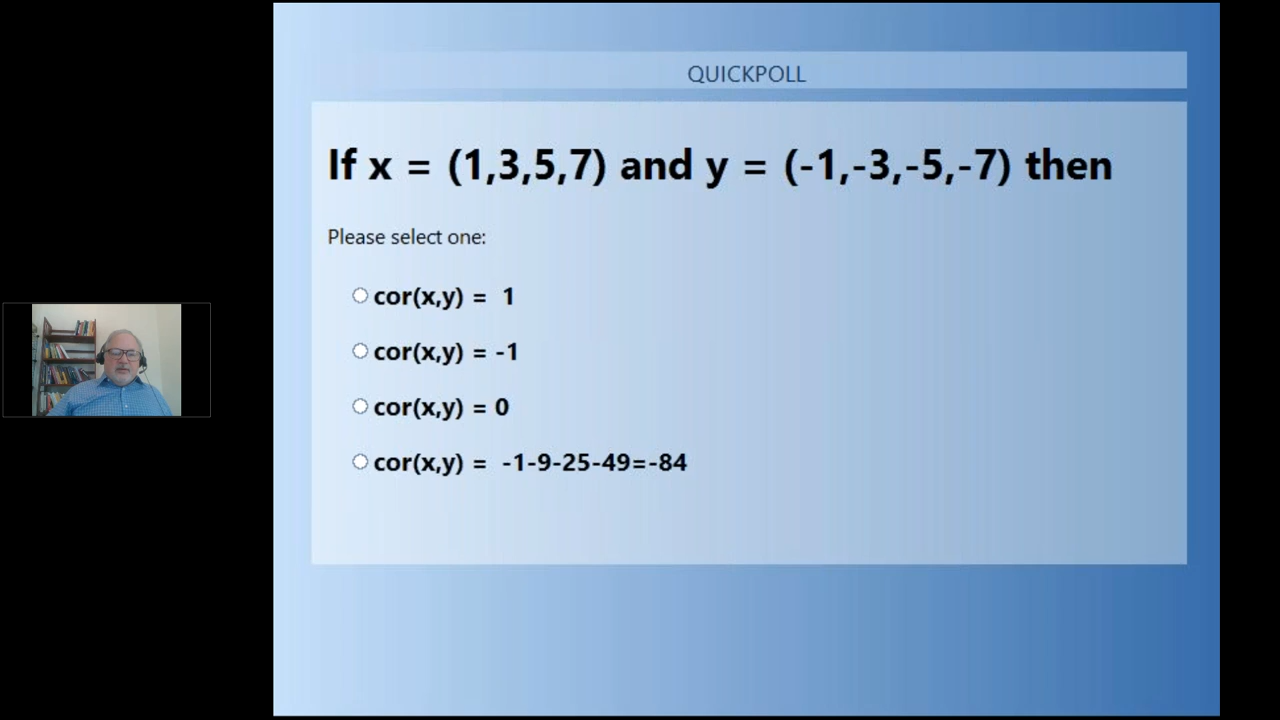 QUICKPOLL
If x = (1,3,5,7) and y = (-1,-3,-5,-7) then
Please select one:
cor(x,y) = 1
cor(x,y) = -1
cor(x,y) = 0
cor(x,y) = -1-9-25-49=-84